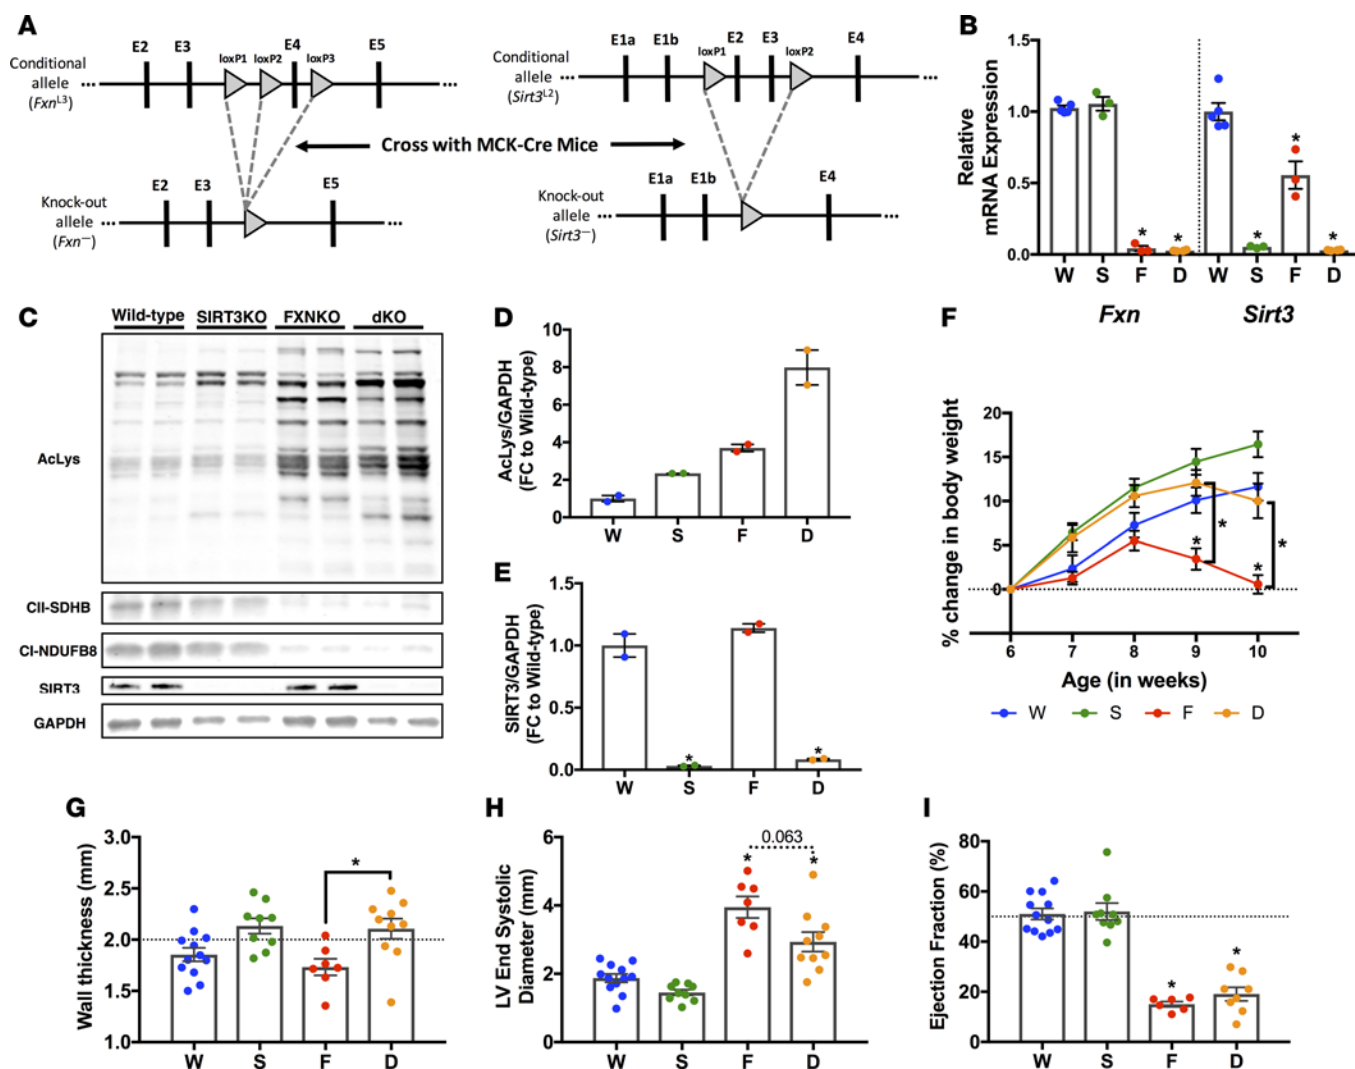 A
E2 E3 loxP1 loxP2 E4 loxP3 E5
Conditional
allele
(Fxn^L3)
... ...
E1a E1b loxP1 E2 E3 loxP2 E4
Conditional
allele
(Sirt3^L2)
... ...
Cross with MCK-Cre Mice
E2 E3 E5
Knock-out
allele
(Fxn^—)
... ...
E1a E1b E4
Knock-out
allele
(Sirt3^—)
... ...
B
Relative
mRNA Expression
1.5
1.0
0.5
0.0
* * * * *
W S F D W S F D
Fxn Sirt3
C
Wild-type SIRT3KO FXNKO dKO
AcLys
CII-SDHB
CI-NDUFB8
SIRT3
GAPDH
D
AcLys/GAPDH
(FC to Wild-type)
10
8
6
4
2
0
W S F D
E
SIRT3/GAPDH
(FC to Wild-type)
1.5
1.0
0.5
0.0
* *
W S F D
F
% change in body weight
20
15
10
5
0
* * * *
6 7 8 9 10
Age (in weeks)
W S F D
G
Wall thickness (mm)
3.0
2.5
2.0
1.5
1.0
*
W S F D
H
LV End Systolic
Diameter (mm)
6
4
2
0
0.063
* *
W S F D
I
Ejection Fraction (%)
80
60
40
20
0
* *
W S F D